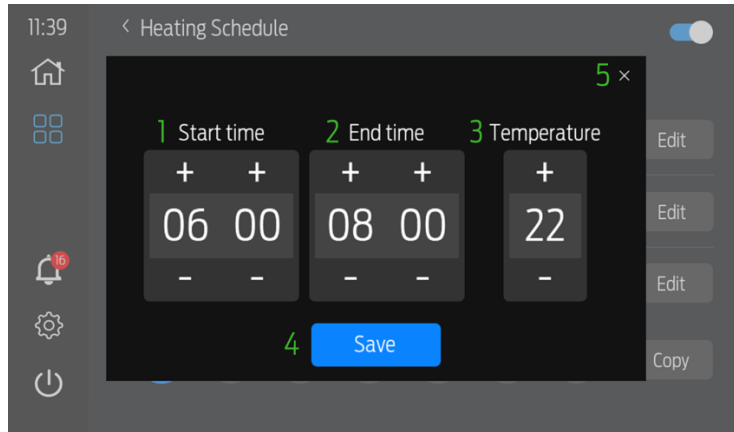 11:39 < Heating Schedule
5 ×
1 Start time 2 End time 3 Temperature
Edit
+ + + + +
06 00 08 00 22
Edit
16
- - - - -
Edit
4 Save
Copy